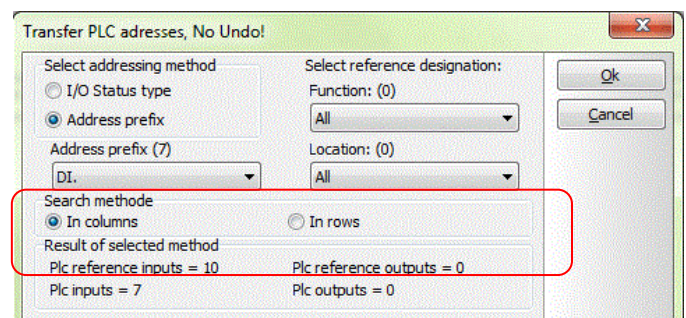 Transfer PLC adresses, No Undo!
Select addressing method
I/O Status type
Address prefix
Select reference designation:
Function: (0)
All
Ok
Cancel
Address prefix (7)
DI.
Location: (0)
All
Search methode
In columns
In rows
Result of selected method
Plc reference inputs = 10
Plc reference outputs = 0
Plc inputs = 7
Plc outputs = 0